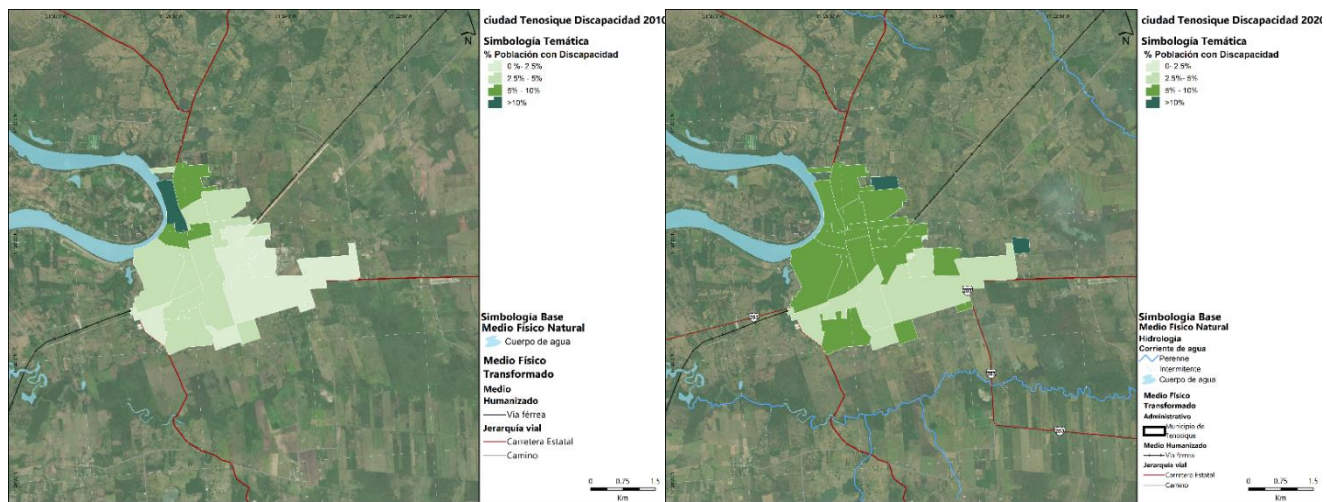 ciudad Tenosique Discapacidad 2010
N
Simbología Temática
% Población con Discapacidad
0 %- 2.5%
2.5% - 5%
5% - 10%
>10%
Simbología Base
Medio Físico Natural
Cuerpo de agua
Medio Físico
Transformado
Medio
Humanizado
Vía férrea
Jerarquía vial
Carretera Estatal
Camino
0 0.75 1.5
Km
ciudad Tenosique Discapacidad 2020
N
Simbología Temática
% Población con Discapacidad
0- 2.5%
2.5%- 5%
5% - 10%
>10%
203
Simbología Base
Medio Físico Natural
Hidrología
Corriente de agua
Perenne
Intermitente
Cuerpo de agua
Medio Físico
Transformado
Administrativo
Municipio de
Tenosique
Medio Humanizado
Vía férrea
Jerarquía vial
Carretera Estatal
Camino
0 0.75 1.5
Km